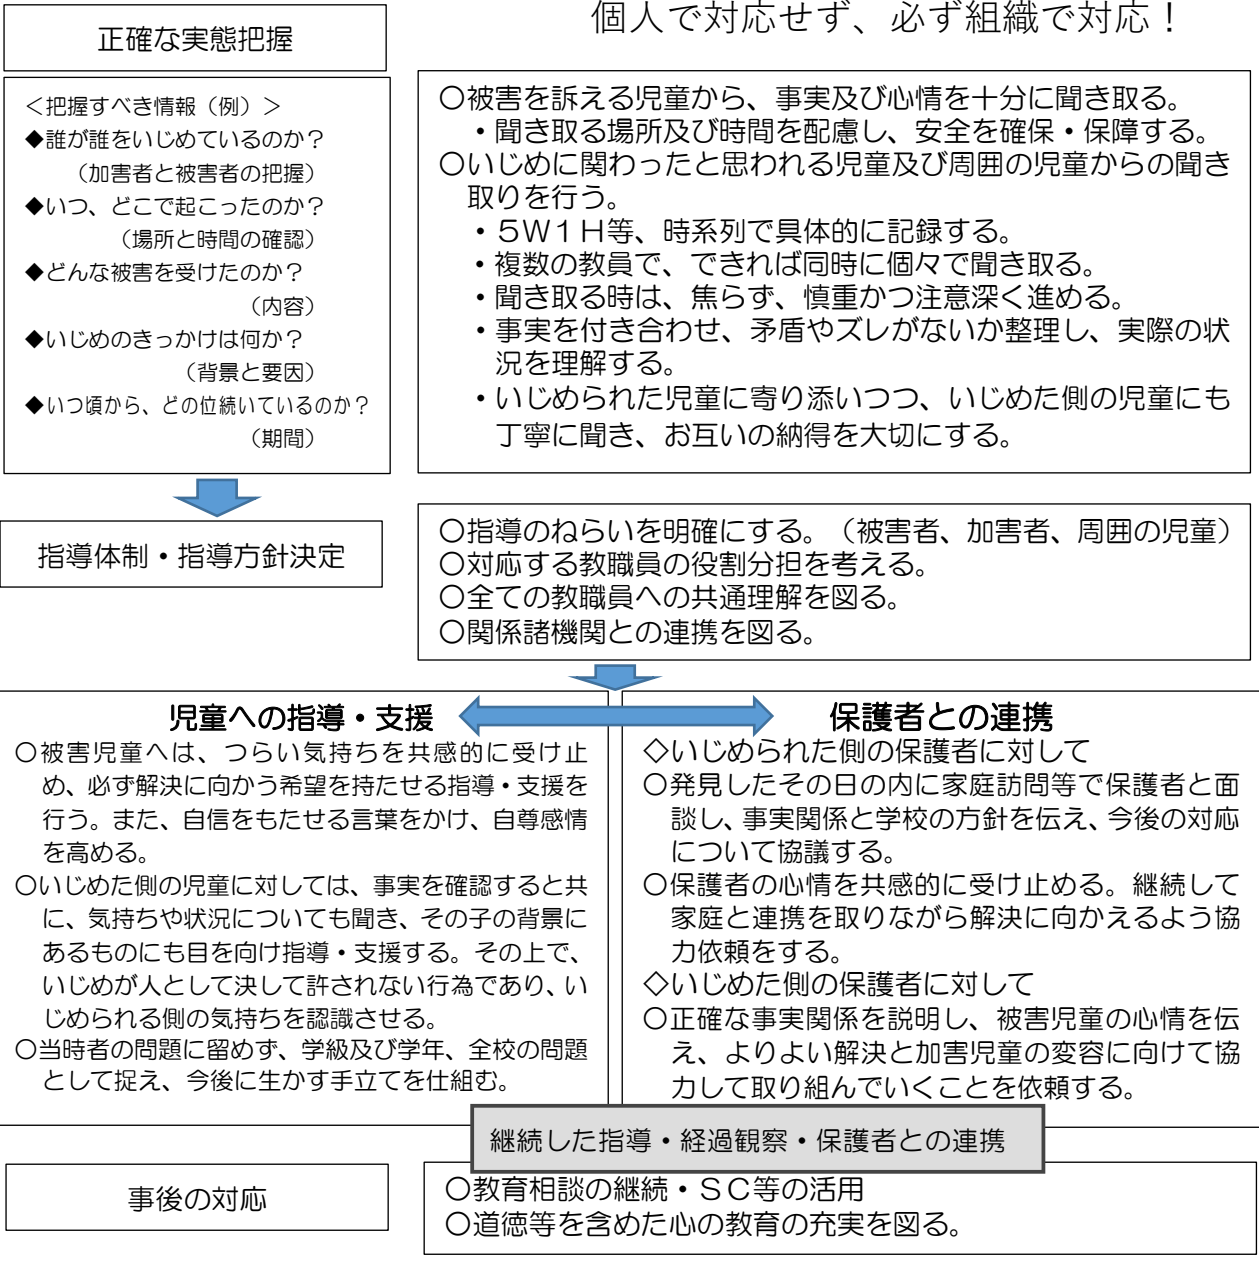 個人で対応せず、必ず組織で対応！
正確な実態把握
＜把握すべき情報（例）＞
◆誰が誰をいじめているのか？
（加害者と被害者の把握）
◆いつ、どこで起こったのか？
（場所と時間の確認）
◆どんな被害を受けたのか？
（内容）
◆いじめのきっかけは何か？
（背景と要因）
◆いつ頃から、どの位続いているのか？
（期間）
〇被害を訴える児童から、事実及び心情を十分に聞き取る。
・聞き取る場所及び時間を配慮し、安全を確保・保障する。
〇いじめに関わったと思われる児童及び周囲の児童からの聞き
取りを行う。
・５Ｗ１Ｈ等、時系列で具体的に記録する。
・複数の教員で、できれば同時に個々で聞き取る。
・聞き取る時は、焦らず、慎重かつ注意深く進める。
・事実を付き合わせ、矛盾やズレがないか整理し、実際の状
況を理解する。
・いじめられた児童に寄り添いつつ、いじめた側の児童にも
丁寧に聞き、お互いの納得を大切にする。
指導体制・指導方針決定
〇指導のねらいを明確にする。（被害者、加害者、周囲の児童）
〇対応する教職員の役割分担を考える。
〇全ての教職員への共通理解を図る。
〇関係諸機関との連携を図る。
児童への指導・支援
〇被害児童へは、つらい気持ちを共感的に受け止
め、必ず解決に向かう希望を持たせる指導・支援を
行う。また、自信をもたせる言葉をかけ、自尊感情
を高める。
〇いじめた側の児童に対しては、事実を確認すると共
に、気持ちや状況についても聞き、その子の背景に
あるものにも目を向け指導・支援する。その上で、
いじめが人として決して許されない行為であり、い
じめられる側の気持ちを認識させる。
〇当時者の問題に留めず、学級及び学年、全校の問題
として捉え、今後に生かす手立てを仕組む。
保護者との連携
◇いじめられた側の保護者に対して
〇発見したその日の内に家庭訪問等で保護者と面
談し、事実関係と学校の方針を伝え、今後の対応
について協議する。
〇保護者の心情を共感的に受け止める。継続して
家庭と連携を取りながら解決に向かえるよう協
力依頼をする。
◇いじめた側の保護者に対して
〇正確な事実関係を説明し、被害児童の心情を伝
え、よりよい解決と加害児童の変容に向けて協
力して取り組んでいくことを依頼する。
継続した指導・経過観察・保護者との連携
事後の対応
〇教育相談の継続・ＳＣ等の活用
〇道徳等を含めた心の教育の充実を図る。